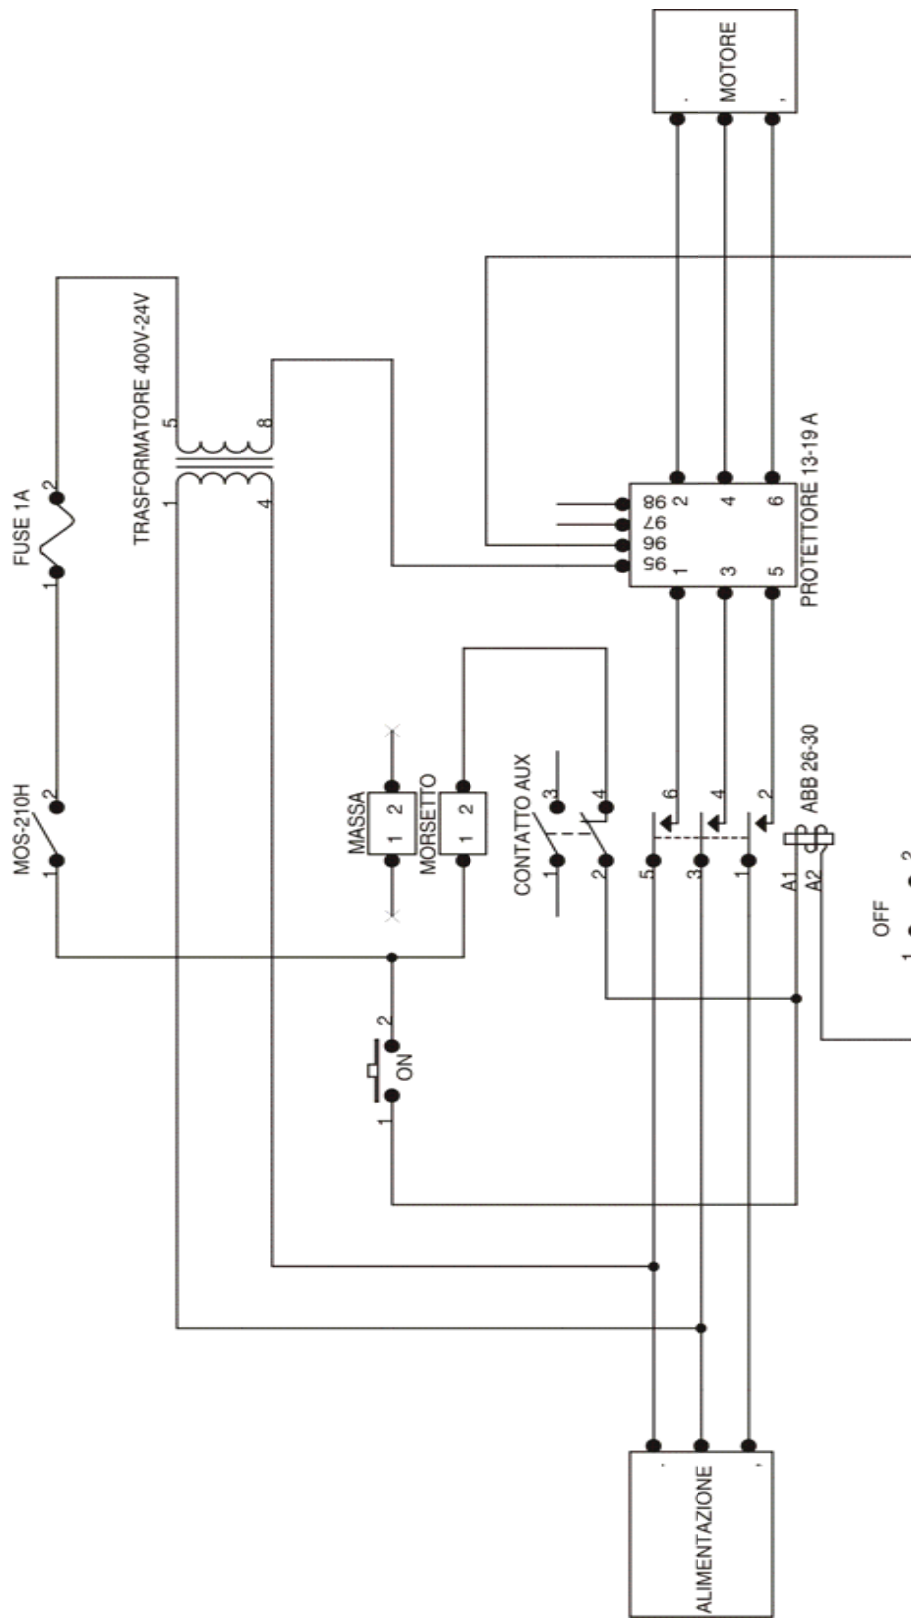 FUSE 1A
1 2
MOS-210H
1 2
TRASFORMATORE 400V-24V
1 5
4 8
MASSA
1 2
MORSETTO
1 2
ON
1 2
CONTATTO AUX
1 3
2 4
5 6
3 4
1 2
A1
A2
ABB 26-30
OFF
1
95 96 97 98
1 2
3 4
5 6
PROTETTORE 13-19 A
MOTORE
ALIMENTAZIONE